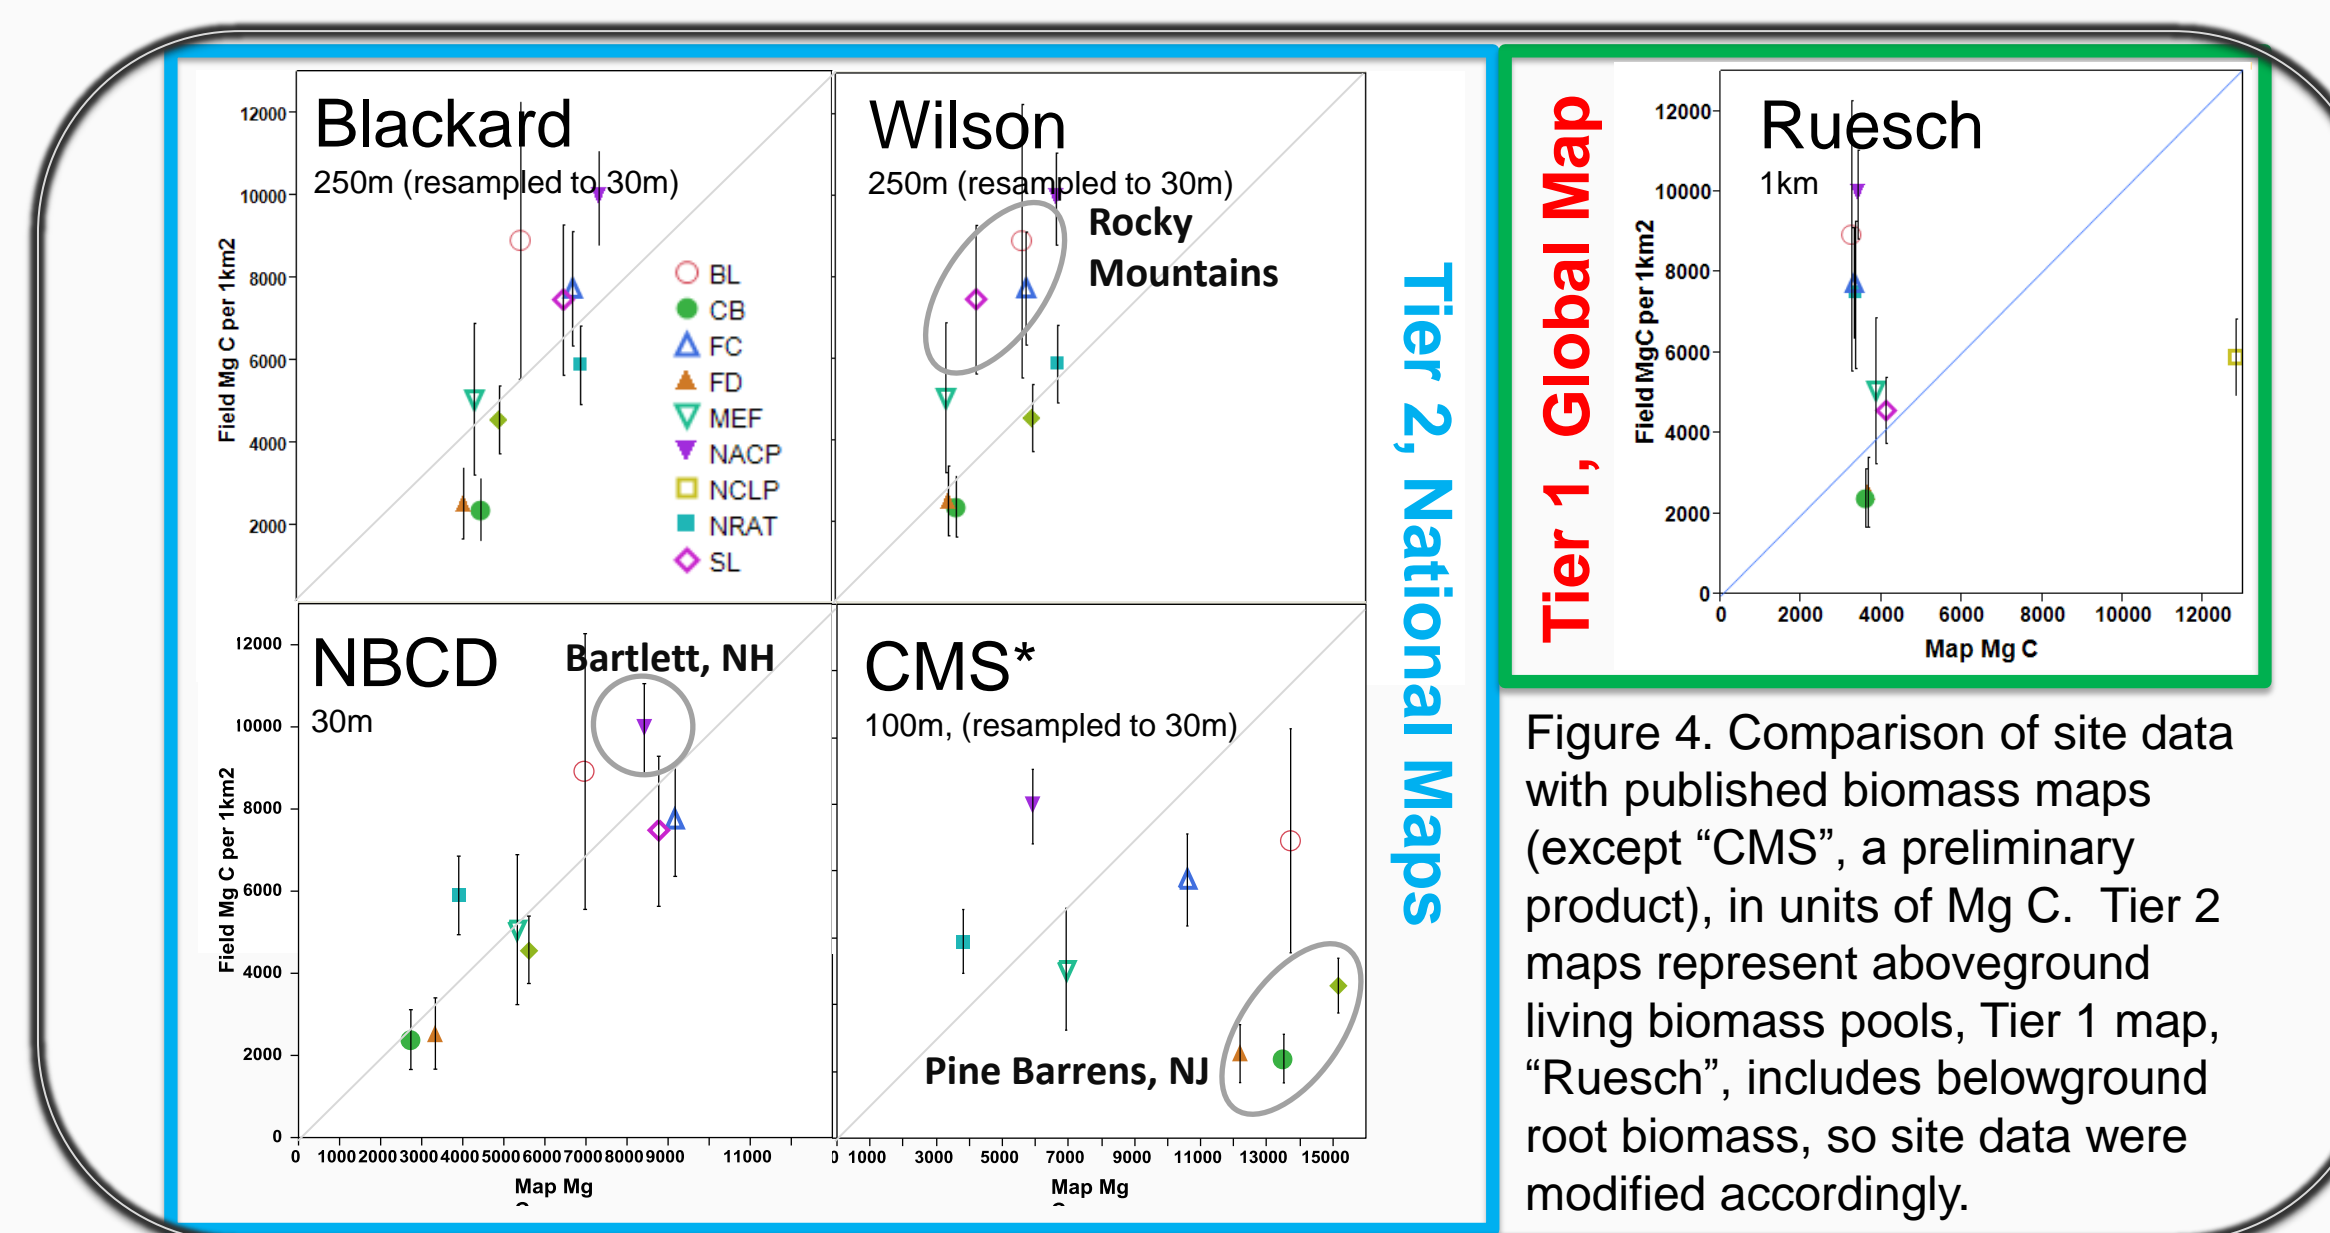 Blackard
250m (resampled to 30m)
12000
10000
8000
6000
4000
2000
Field Mg C per 1km2
BL
CB
FC
FD
MEF
NACP
NCLP
NRAT
SL
Wilson
250m (resampled to 30m)
Rocky
Mountains
NBCD
30m
Bartlett, NH
12000
10000
8000
6000
4000
2000
0
Field Mg C per 1km2
0 1000 2000 3000 4000 5000 6000 7000 8000 9000 11000
Map Mg
CMS*
100m, (resampled to 30m)
Pine Barrens, NJ
0 1000 3000 5000 7000 9000 11000 13000 15000
Map Mg
Tier 2, National Maps
Tier 1, Global Map
Ruesch
1km
12000
10000
8000
6000
4000
2000
0
Field MgC per 1km2
0 2000 4000 6000 8000 10000 12000
Map Mg C
Figure 4. Comparison of site data
with published biomass maps
(except “CMS”, a preliminary
product), in units of Mg C. Tier 2
maps represent aboveground
living biomass pools, Tier 1 map,
“Ruesch”, includes belowground
root biomass, so site data were
modified accordingly.